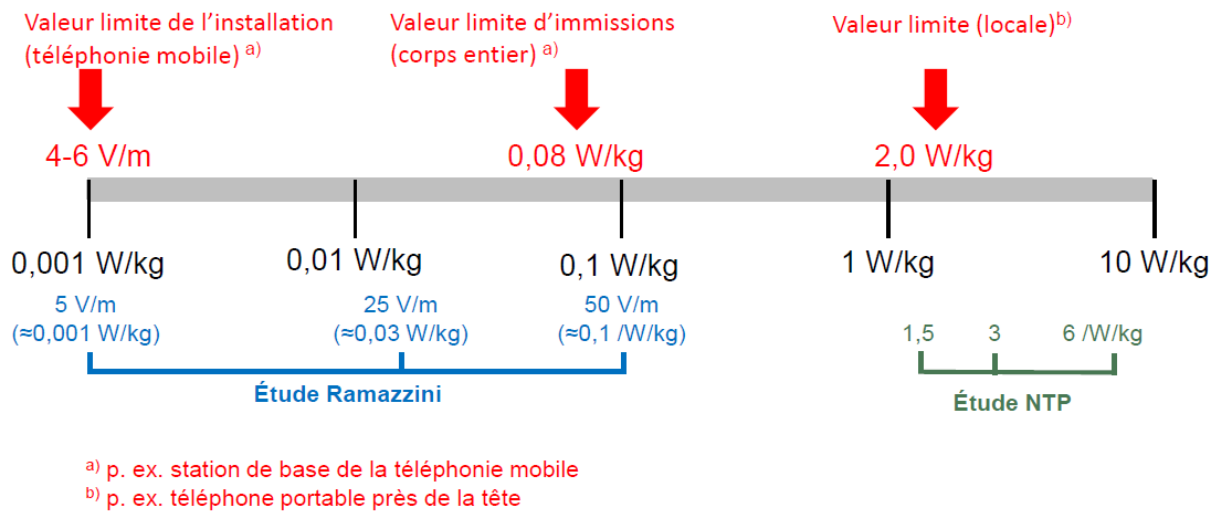 Valeur limite de l’installation
(téléphonie mobile) a)
Valeur limite d’immissions
(corps entier) a)
Valeur limite (locale)b)
4-6 V/m
0,08 W/kg
2,0 W/kg
0,001 W/kg
0,01 W/kg
0,1 W/kg
1 W/kg
10 W/kg
5 V/m
(≈0,001 W/kg)
25 V/m
(≈0,03 W/kg)
50 V/m
(≈0,1 /W/kg)
1,5
3
6 /W/kg
Étude Ramazzini
Étude NTP
a) p. ex. station de base de la téléphonie mobile
b) p. ex. téléphone portable près de la tête